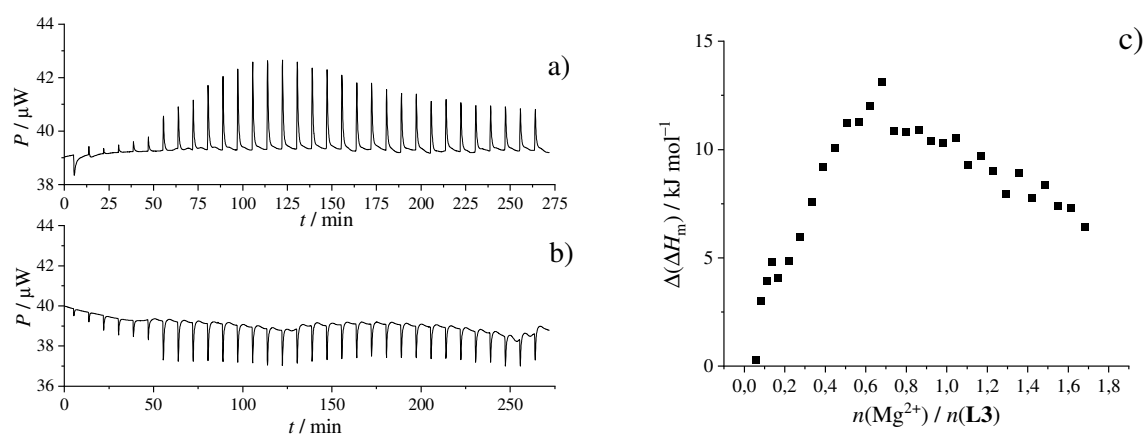 a)
P / μW
44
42
40
38
0 25 50 75 100 125 150 175 200 225 250 275
t / min
b)
P / μW
44
42
40
38
36
0 50 100 150 200 250
t / min
c)
Δ(ΔHm) / kJ mol⁻¹
15
10
5
0
0,0 0,2 0,4 0,6 0,8 1,0 1,2 1,4 1,6 1,8
n(Mg²⁺) / n(L3)